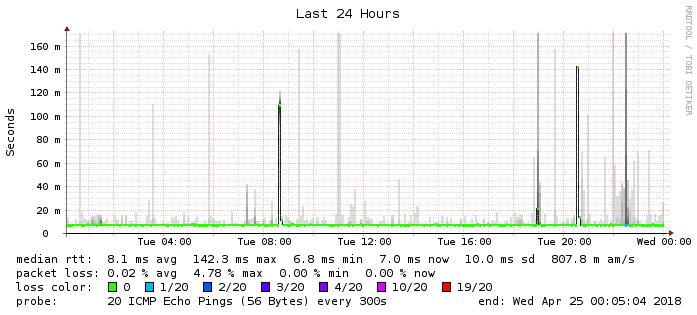 Last 24 Hours
RRDTOOL / TOBI OETIKER
Seconds
160 m
140 m
120 m
100 m
80 m
60 m
40 m
20 m
0
Tue 04:00 Tue 08:00 Tue 12:00 Tue 16:00 Tue 20:00 Wed 00:00
median rtt: 8.1 ms avg 142.3 ms max 6.8 ms min 7.0 ms now 10.0 ms sd 807.8 m am/s
packet loss: 0.02 % avg 4.78 % max 0.00 % min 0.00 % now
loss color: 0 1/20 2/20 3/20 4/20 10/20 19/20
probe: 20 ICMP Echo Pings (56 Bytes) every 300s end: Wed Apr 25 00:05:04 2018